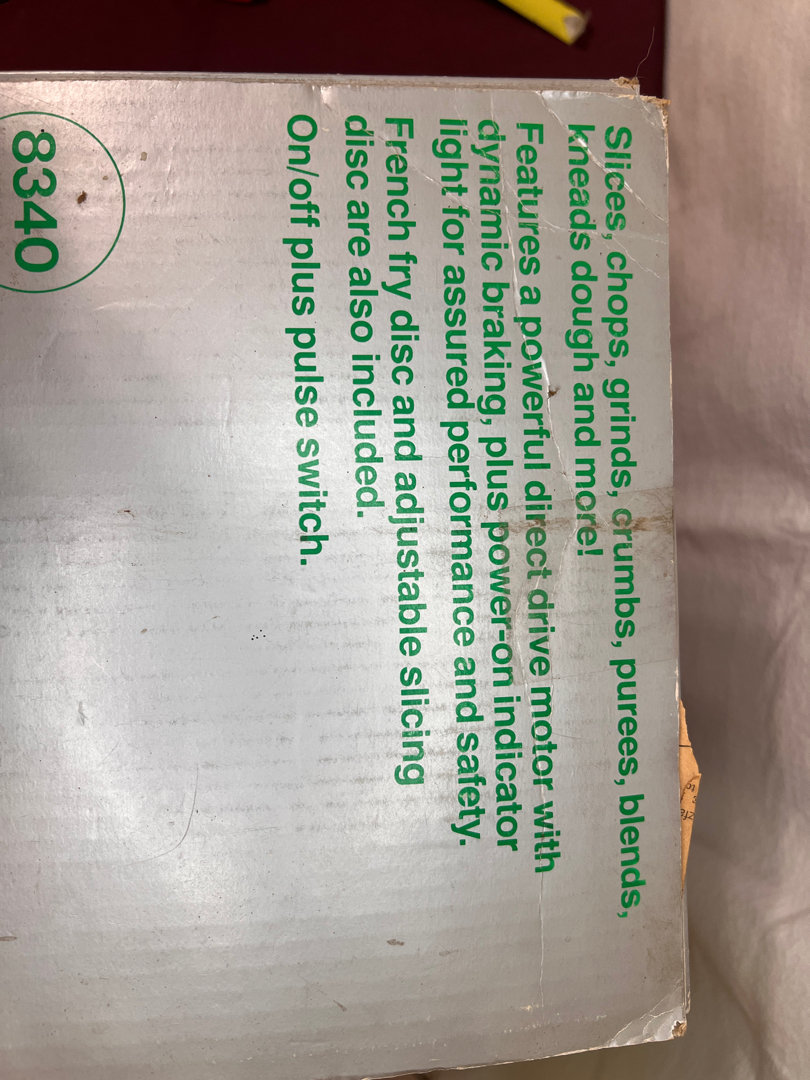 Slices, chops, grinds, crumbs, purees, blends,
kneads dough and more!
Features a powerful direct drive motor with
dynamic braking, plus power-on indicator
light for assured performance and safety.
French fry disc and adjustable slicing
disc are also included.
On/off plus pulse switch.
8340